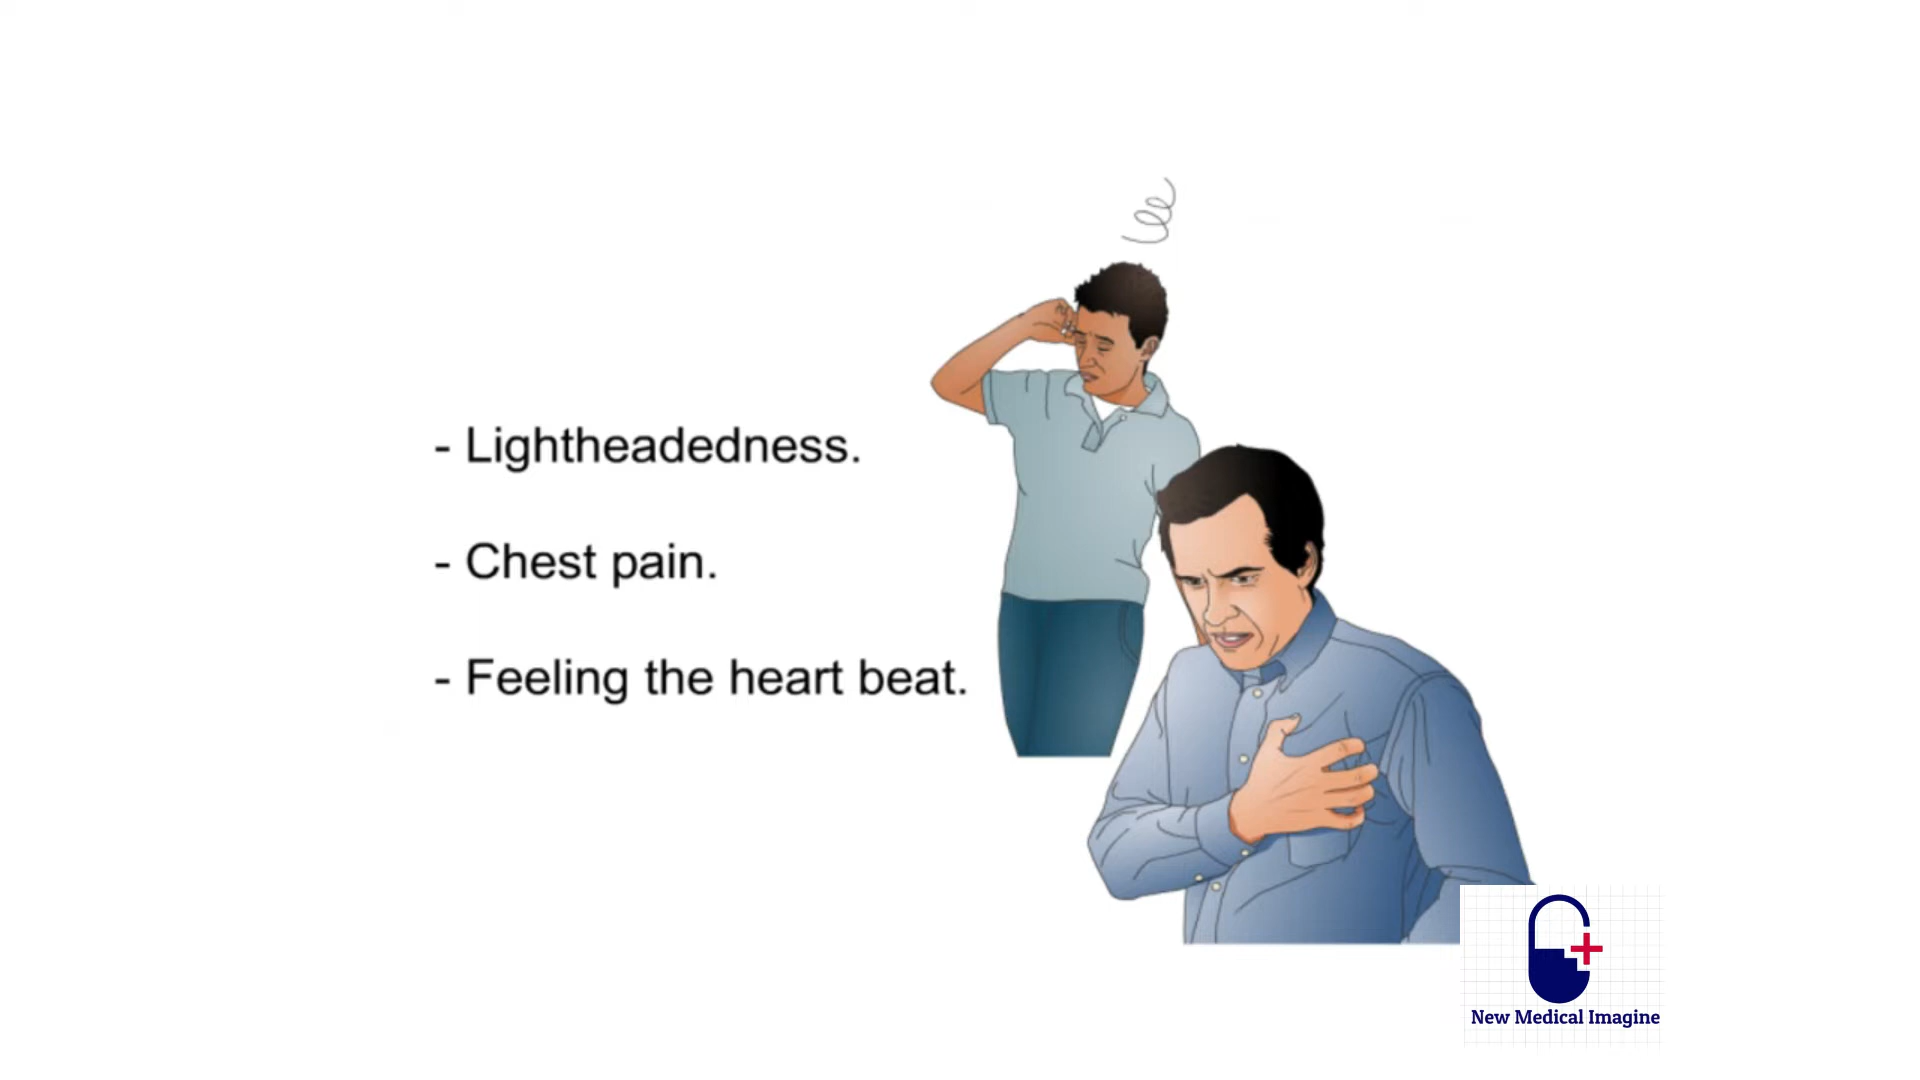 - Lightheadedness.
- Chest pain.
- Feeling the heart beat.
New Medical Imagine